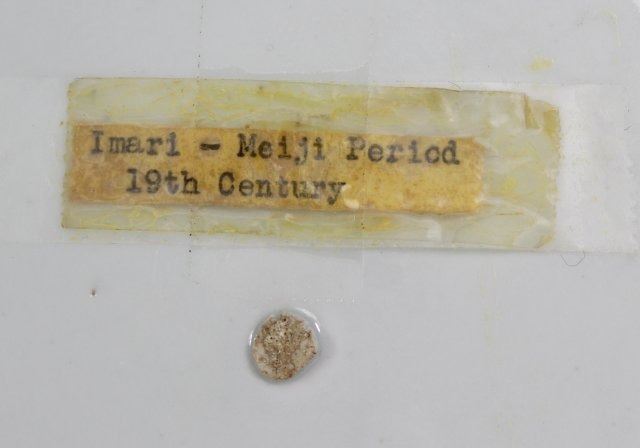 Imari - Meiji Period
19th Century